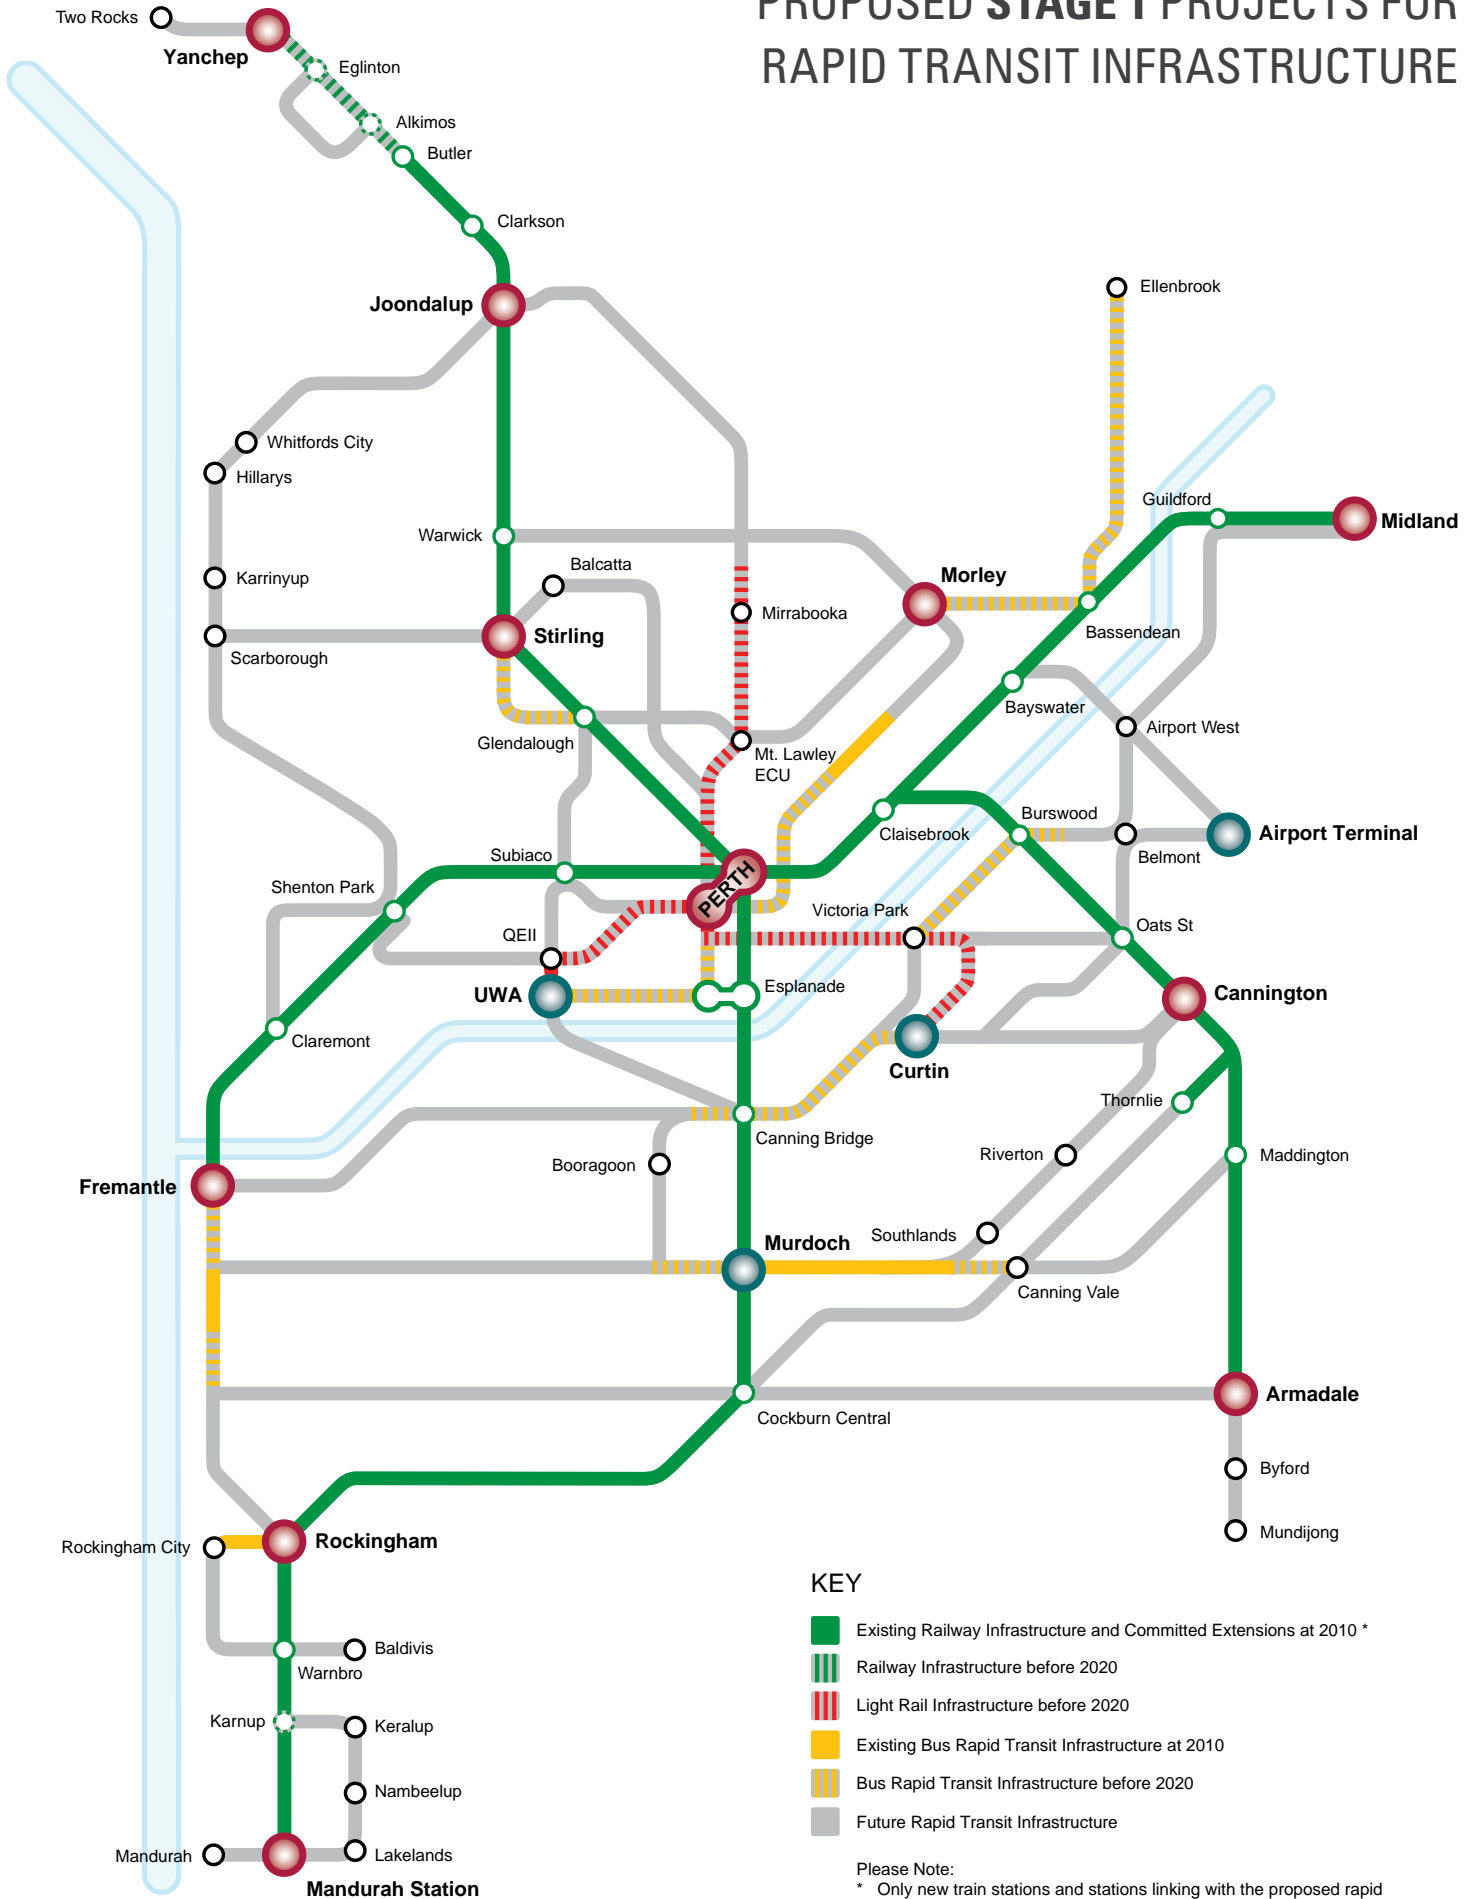 PROPOSED STAGE 1 PROJECTS FOR
RAPID TRANSIT INFRASTRUCTURE
Two Rocks
Yanchep
Eglinton
Alkimos
Butler
Clarkson
Joondalup
Ellenbrook
Whitfords City
Hillarys
Guildford
Midland
Warwick
Balcatta
Morley
Karrinyup
Mirrabooka
Stirling
Bassendean
Scarborough
Bayswater
Airport West
Glendalough
Mt. Lawley
ECU
Burswood
Claisebrook
Airport Terminal
Belmont
Subiaco
PERTH
Shenton Park
Victoria Park
Oats St
QEII
UWA
Esplanade
Cannington
Claremont
Curtin
Thornlie
Canning Bridge
Booragoon
Riverton
Maddington
Fremantle
Southlands
Murdoch
Canning Vale
Armadale
Cockburn Central
Byford
Mundijong
Rockingham
Rockingham City
Baldivis
Warnbro
Karnup
Keralup
Nambeelup
Mandurah
Lakelands
Mandurah Station
KEY
Existing Railway Infrastructure and Committed Extensions at 2010 *
Railway Infrastructure before 2020
Light Rail Infrastructure before 2020
Existing Bus Rapid Transit Infrastructure at 2010
Bus Rapid Transit Infrastructure before 2020
Future Rapid Transit Infrastructure
Please Note:
* Only new train stations and stations linking with the proposed rapid